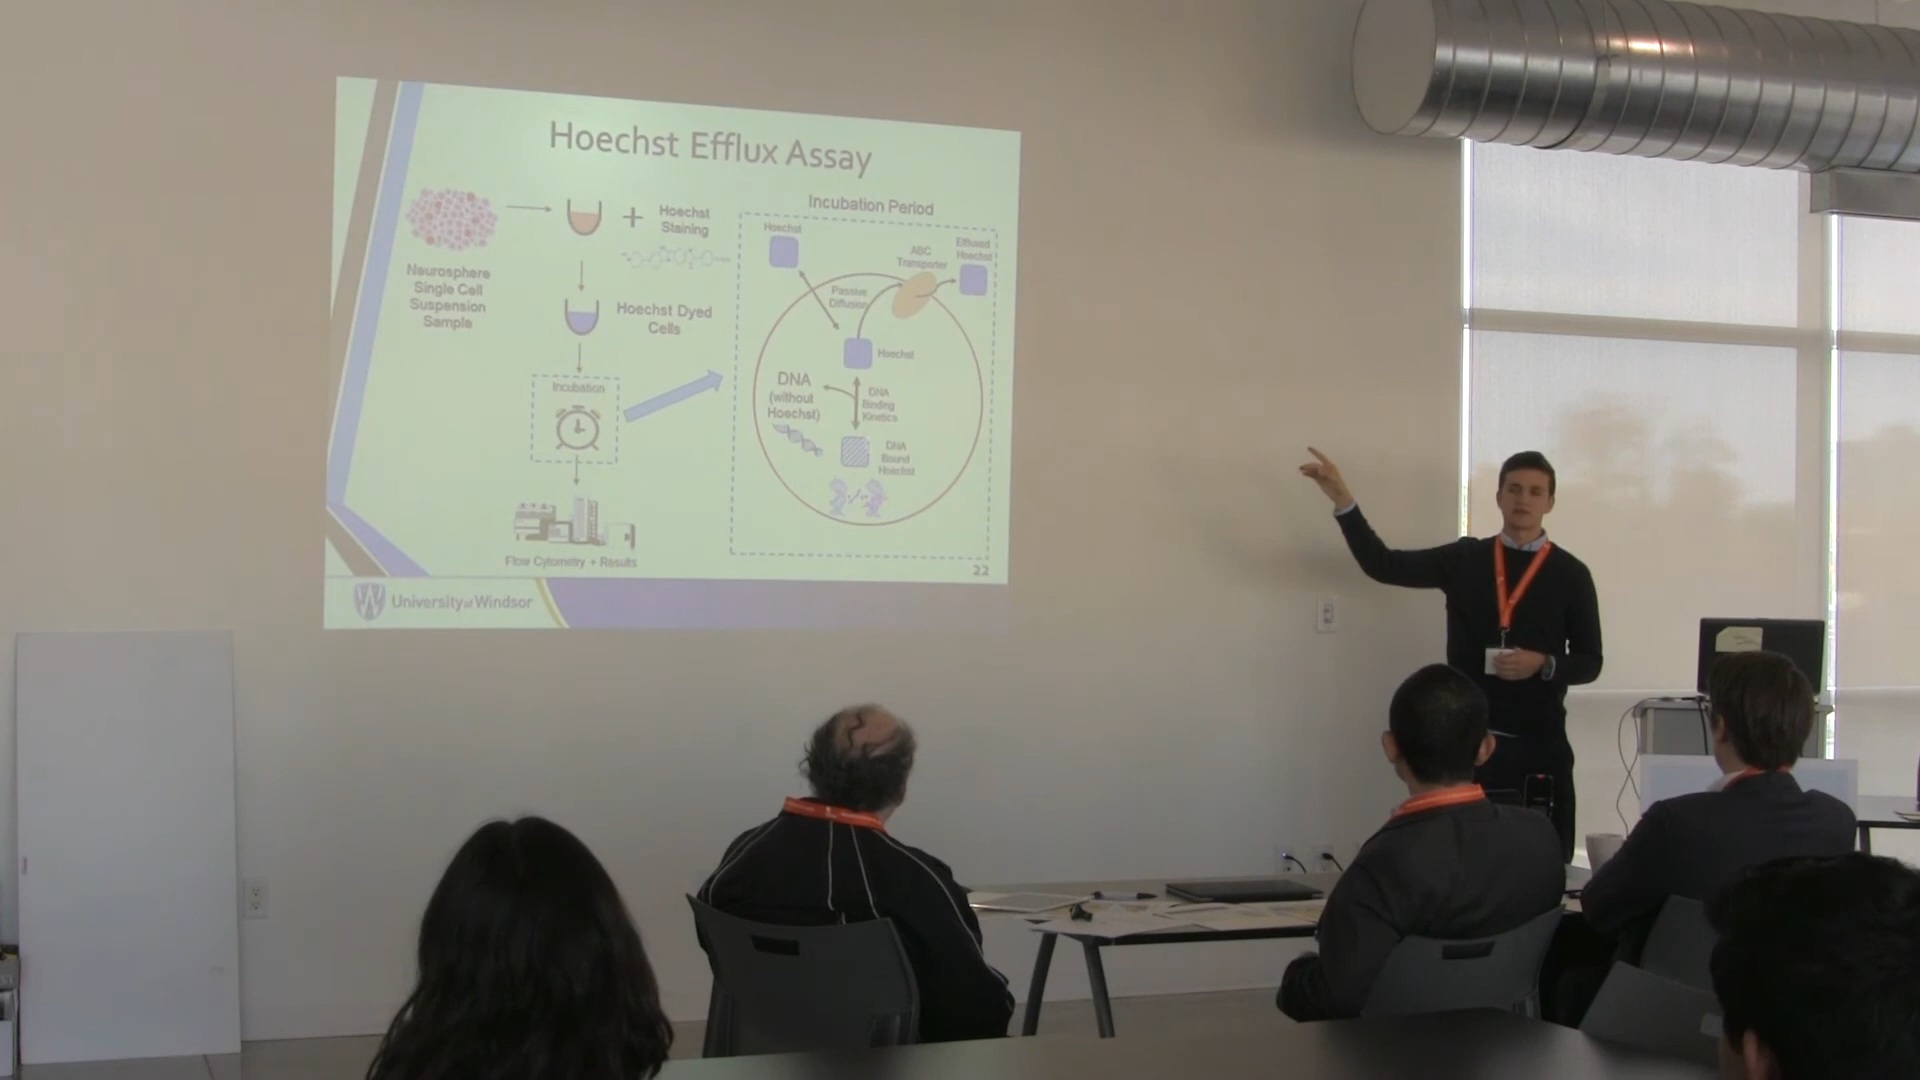 Hoechst Efflux Assay
Neurosphere
Single Cell
Suspension
Sample
+
Hoechst
Staining
Hoechst Dyed
Cells
Incubation
Flow Cytometry + Results
Incubation Period
Hoechst
ABC
Transporter
Effluxed
Hoechst
Passive
Diffusion
Hoechst
DNA
(without
Hoechst)
DNA
Binding
Kinetics
DNA
Bound
Hoechst
22
University of Windsor